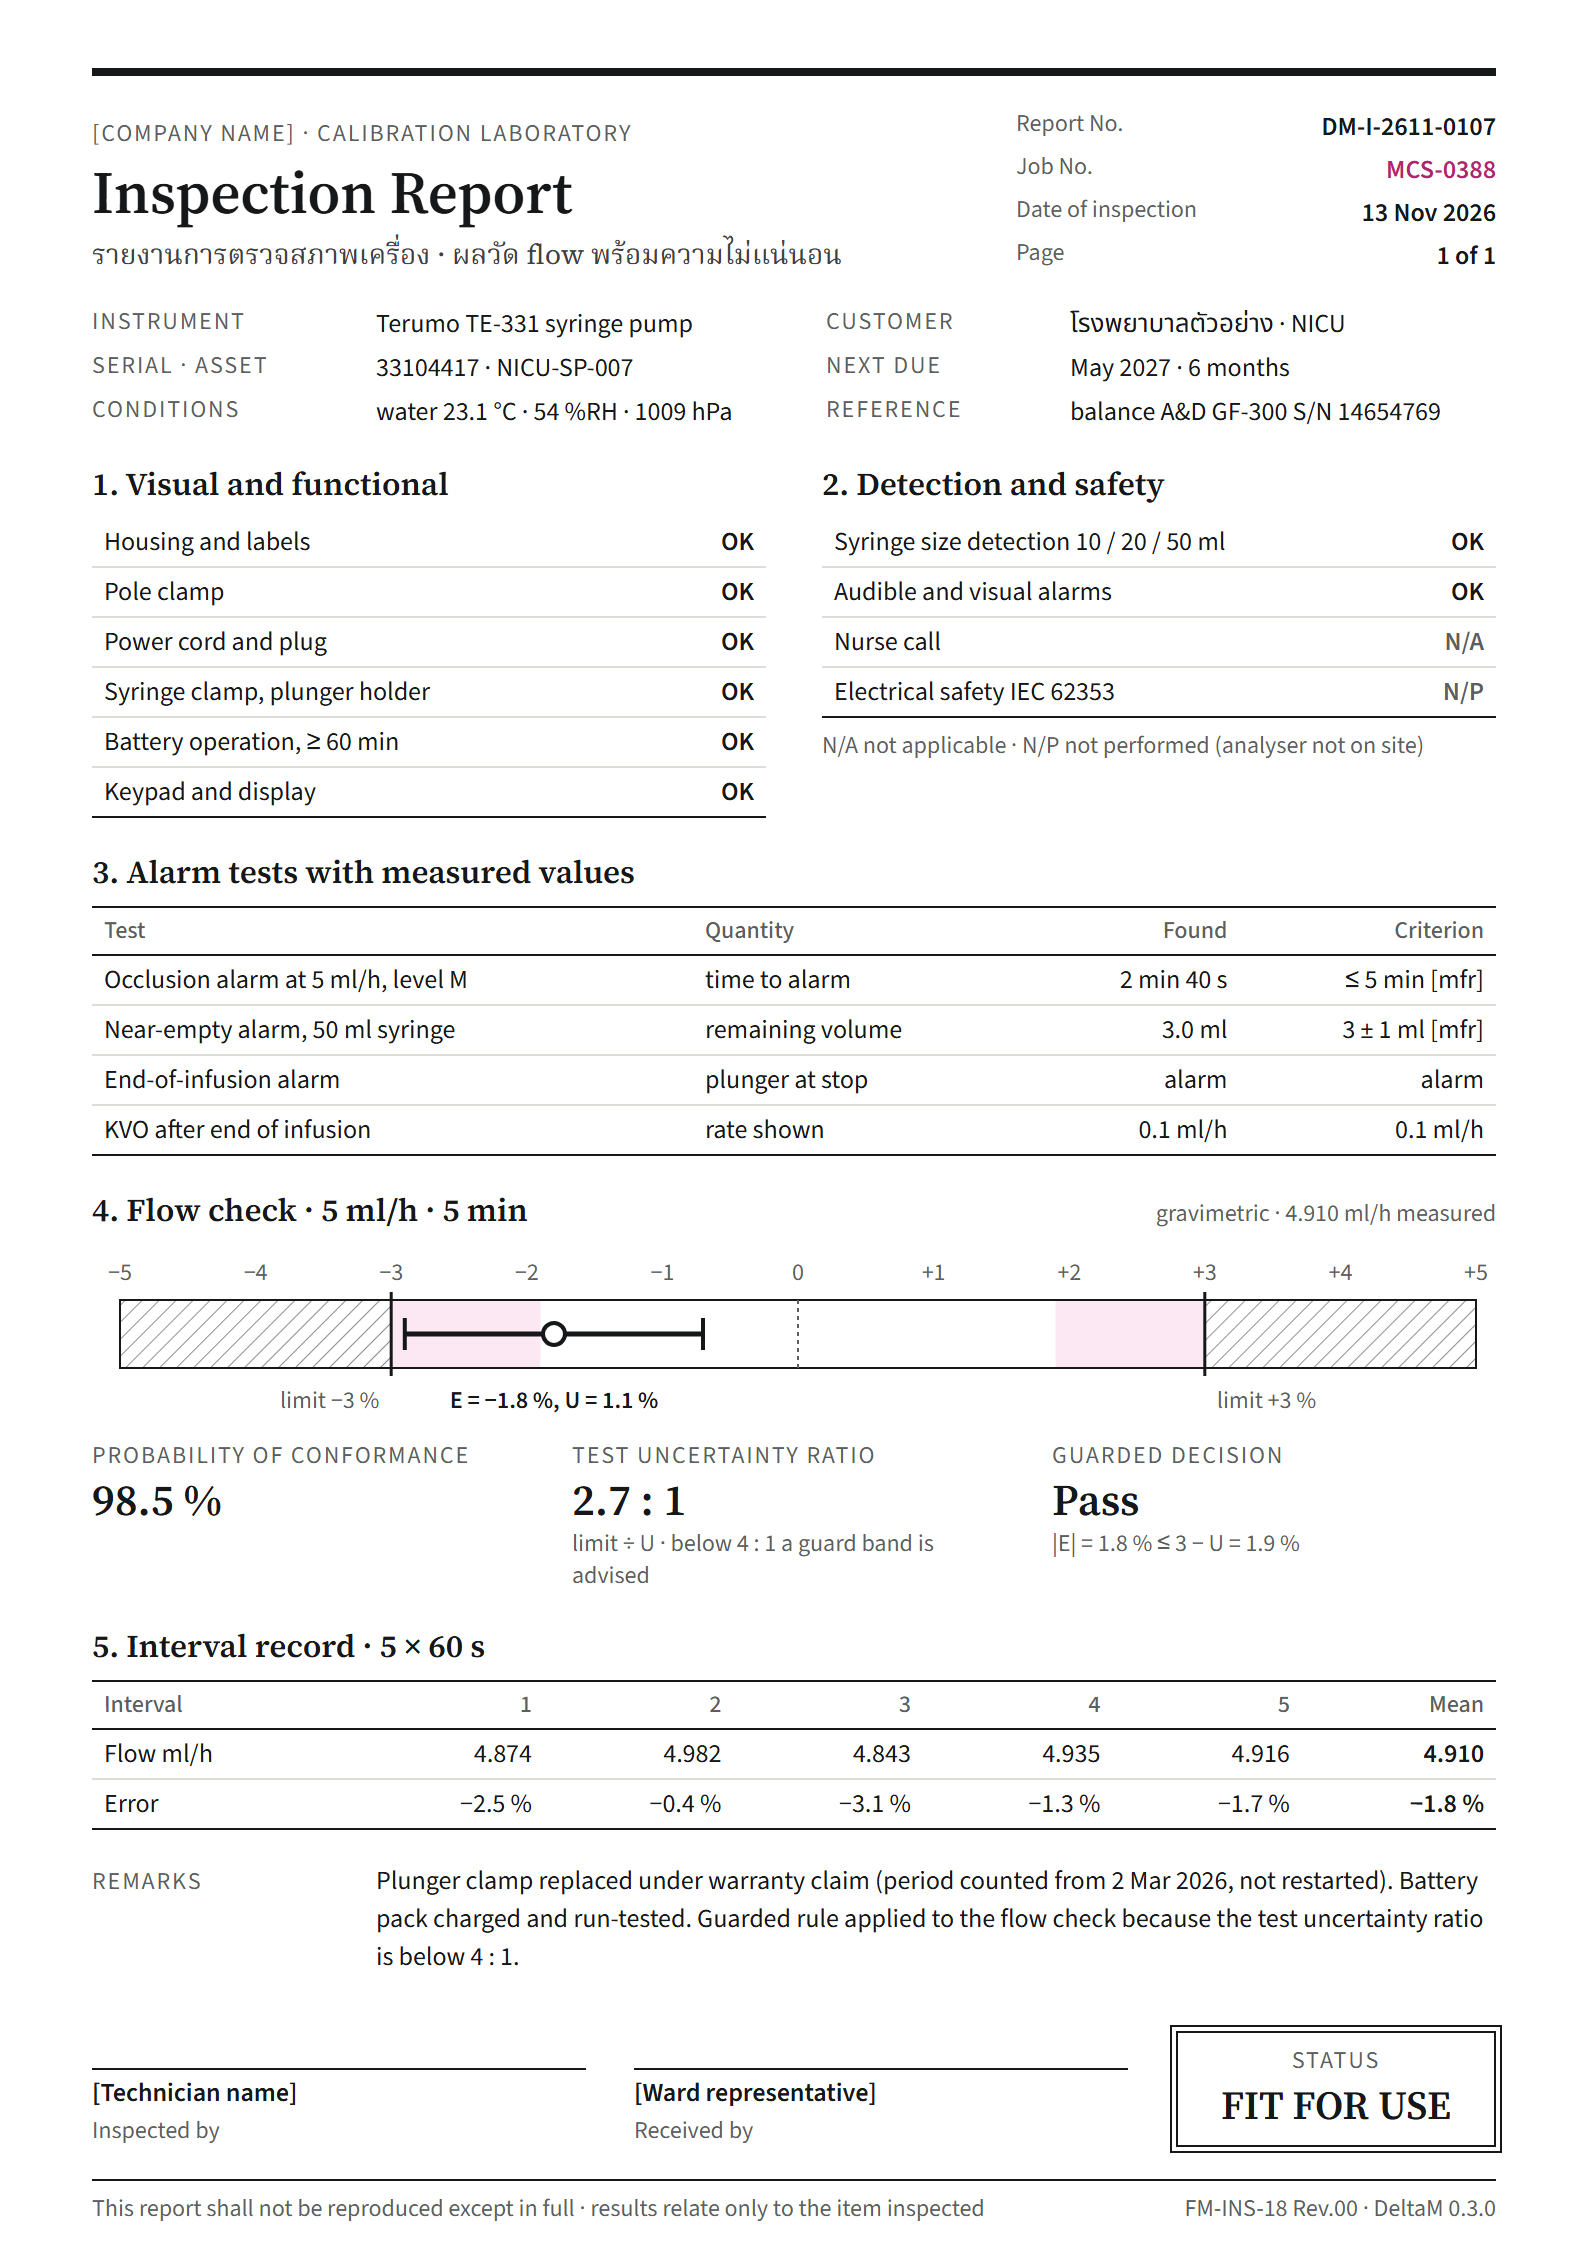 [COMPANY NAME] · CALIBRATION LABORATORY
Inspection Report
รายงานการตรวจสภาพเครื่อง · ผลวัด flow พร้อมความไม่แน่นอน
Report No. DM-I-2611-0107
Job No. MCS-0388
Date of inspection 13 Nov 2026
Page 1 of 1
INSTRUMENT Terumo TE-331 syringe pump CUSTOMER โรงพยาบาลตัวอย่าง · NICU
SERIAL · ASSET 33104417 · NICU-SP-007 NEXT DUE May 2027 · 6 months
CONDITIONS water 23.1 °C · 54 %RH · 1009 hPa REFERENCE balance A&D GF-300 S/N 14654769
1. Visual and functional
Housing and labels OK
Pole clamp OK
Power cord and plug OK
Syringe clamp, plunger holder OK
Battery operation, ≥ 60 min OK
Keypad and display OK
2. Detection and safety
Syringe size detection 10 / 20 / 50 ml OK
Audible and visual alarms OK
Nurse call N/A
Electrical safety IEC 62353 N/P
N/A not applicable · N/P not performed (analyser not on site)
3. Alarm tests with measured values
Test Quantity Found Criterion
Occlusion alarm at 5 ml/h, level M time to alarm 2 min 40 s ≤ 5 min [mfr]
Near-empty alarm, 50 ml syringe remaining volume 3.0 ml 3 ± 1 ml [mfr]
End-of-infusion alarm plunger at stop alarm alarm
KVO after end of infusion rate shown 0.1 ml/h 0.1 ml/h
4. Flow check · 5 ml/h · 5 min gravimetric · 4.910 ml/h measured
−5 −4 −3 −2 −1 0 +1 +2 +3 +4 +5
limit −3 % E = −1.8 %, U = 1.1 % limit +3 %
PROBABILITY OF CONFORMANCE
98.5 %
TEST UNCERTAINTY RATIO
2.7 : 1
limit ÷ U · below 4 : 1 a guard band is
advised
GUARDED DECISION
Pass
|E| = 1.8 % ≤ 3 − U = 1.9 %
5. Interval record · 5 × 60 s
Interval 1 2 3 4 5 Mean
Flow ml/h 4.874 4.982 4.843 4.935 4.916 4.910
Error −2.5 % −0.4 % −3.1 % −1.3 % −1.7 % −1.8 %
REMARKS Plunger clamp replaced under warranty claim (period counted from 2 Mar 2026, not restarted). Battery
pack charged and run-tested. Guarded rule applied to the flow check because the test uncertainty ratio
is below 4 : 1.
[Technician name]
Inspected by
[Ward representative]
Received by
STATUS
FIT FOR USE
This report shall not be reproduced except in full · results relate only to the item inspected FM-INS-18 Rev.00 · DeltaM 0.3.0